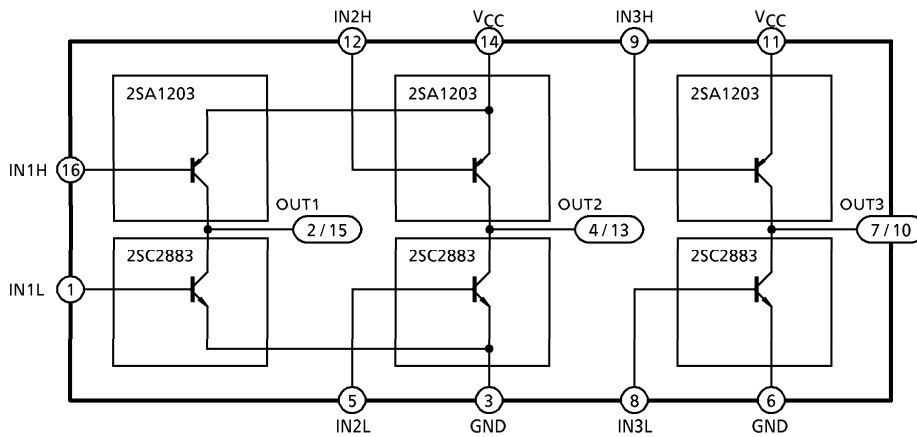 IN2H VCC IN3H VCC
12 14 9 11
2SA1203 2SA1203 2SA1203
IN1H 16
OUT1 OUT2 OUT3
2 / 15 4 / 13 7 / 10
2SC2883 2SC2883 2SC2883
IN1L 1
5 3 8 6
IN2L GND IN3L GND